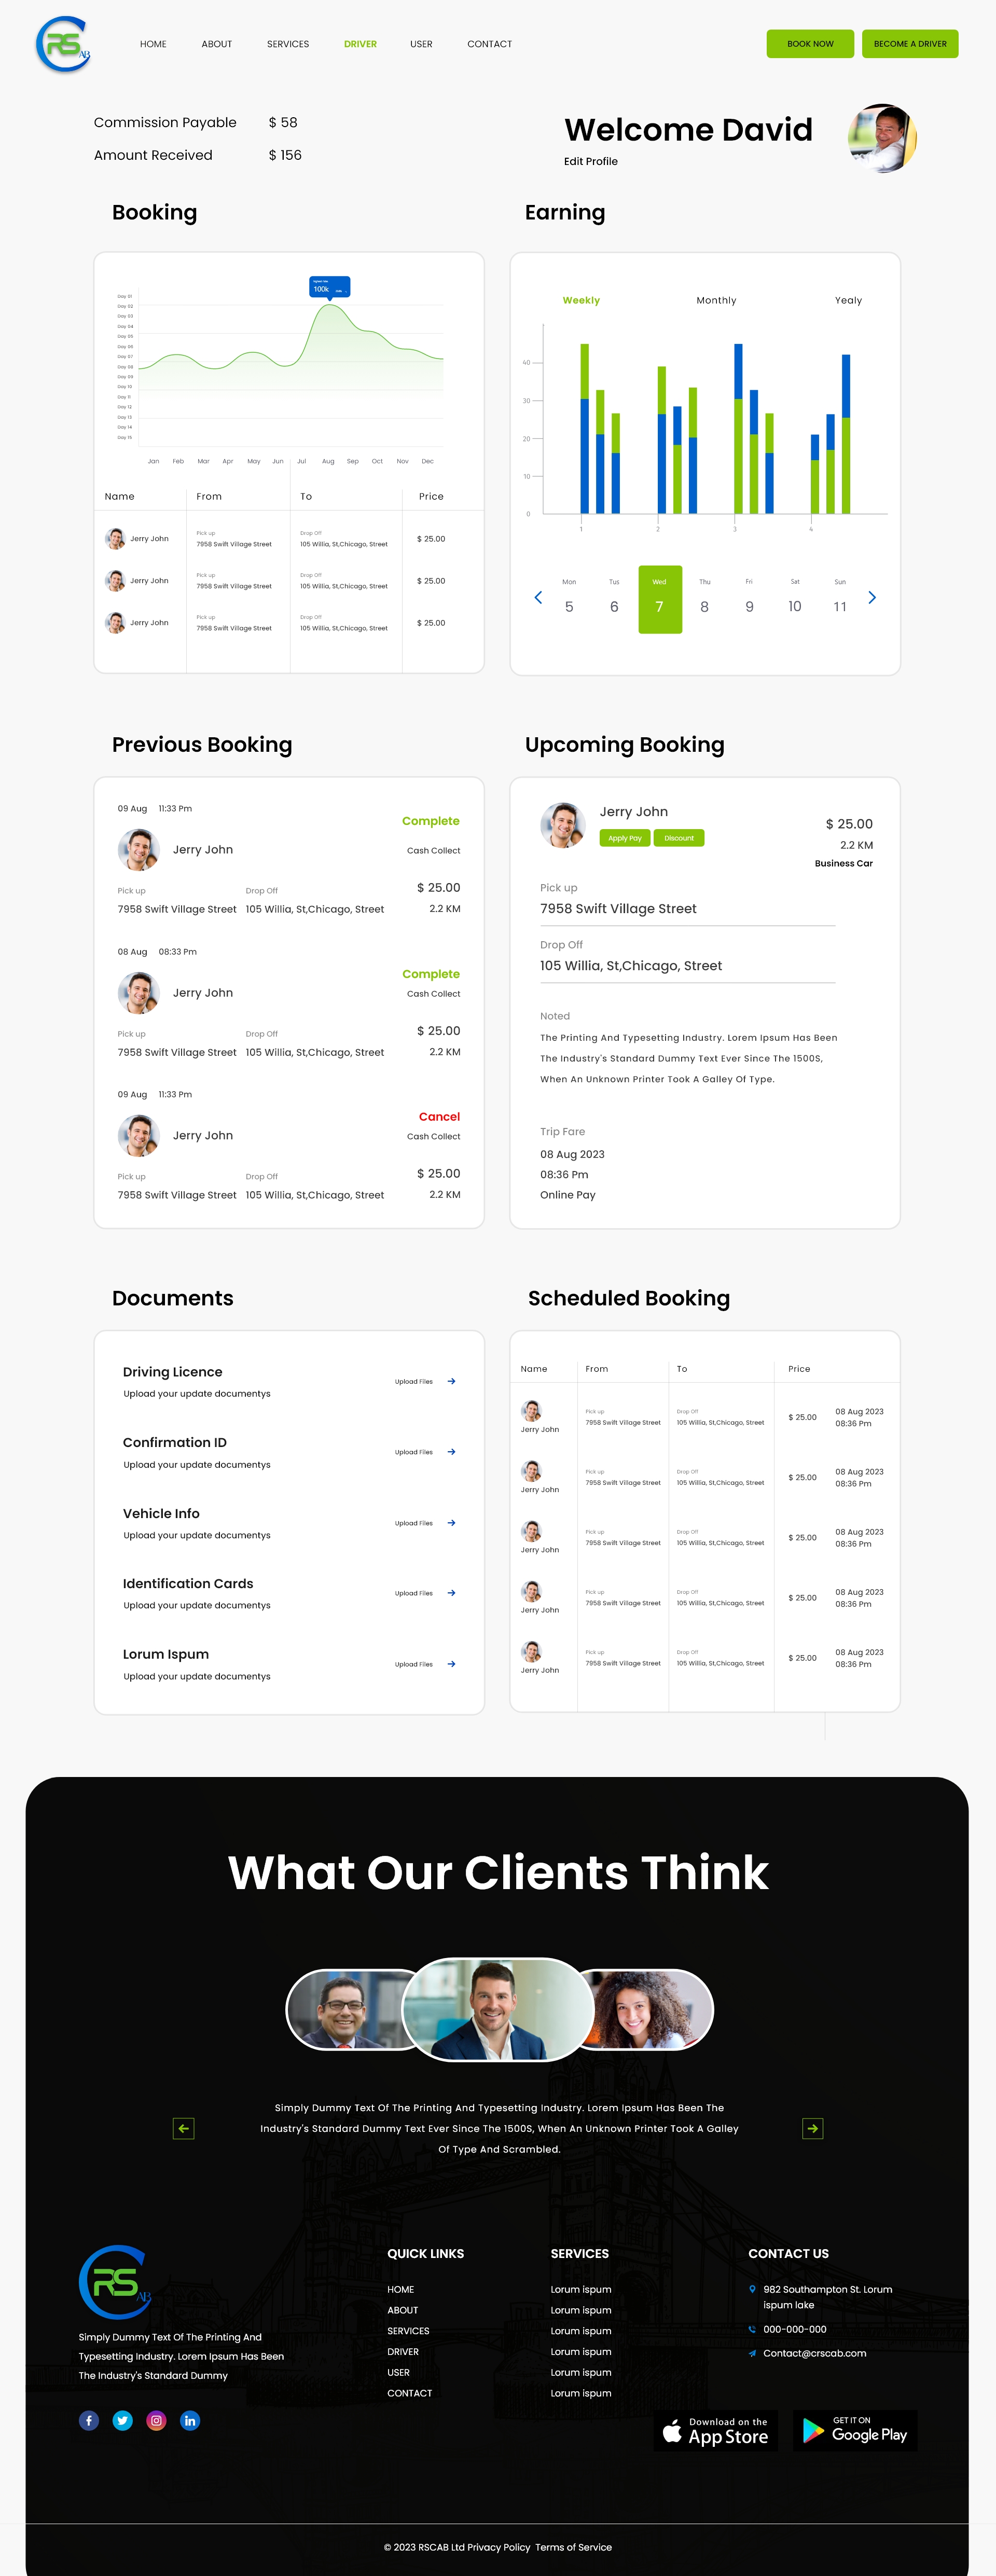 RS
AB
HOME
ABOUT
SERVICES
DRIVER
USER
CONTACT
BOOK NOW
BECOME A DRIVER
Commission Payable $ 58
Amount Received $ 156
Welcome David
Edit Profile
Booking
100k
Day 01
Day 02
Day 03
Day 04
Day 05
Day 06
Day 07
Day 08
Day 09
Day 10
Day 11
Day 12
Day 13
Day 14
Day 15
Jan Feb Mar Apr May Jun Jul Aug Sep Oct Nov Dec
Name From To Price
Pick up Drop Off
Jerry John 7958 Swift Village Street 105 Willia, St,Chicago, Street $ 25.00
Pick up Drop Off
Jerry John 7958 Swift Village Street 105 Willia, St,Chicago, Street $ 25.00
Pick up Drop Off
Jerry John 7958 Swift Village Street 105 Willia, St,Chicago, Street $ 25.00
Earning
Weekly Monthly Yealy
40
30
20
10
0
1 2 3 4
Mon Tus Wed Thu Fri Sat Sun
5 6 7 8 9 10 11
Previous Booking
09 Aug 11:33 Pm
Complete
Jerry John
Cash Collect
Pick up Drop Off $ 25.00
7958 Swift Village Street 105 Willia, St,Chicago, Street 2.2 KM
08 Aug 08:33 Pm
Complete
Jerry John
Cash Collect
Pick up Drop Off $ 25.00
7958 Swift Village Street 105 Willia, St,Chicago, Street 2.2 KM
09 Aug 11:33 Pm
Cancel
Jerry John
Cash Collect
Pick up Drop Off $ 25.00
7958 Swift Village Street 105 Willia, St,Chicago, Street 2.2 KM
Upcoming Booking
Jerry John
Apply Pay Discount
$ 25.00
2.2 KM
Business Car
Pick up
7958 Swift Village Street
Drop Off
105 Willia, St,Chicago, Street
Noted
The Printing And Typesetting Industry. Lorem Ipsum Has Been
The Industry's Standard Dummy Text Ever Since The 1500S,
When An Unknown Printer Took A Galley Of Type.
Trip Fare
08 Aug 2023
08:36 Pm
Online Pay
Documents
Driving Licence
Upload your update documentys
Upload Files
Confirmation ID
Upload your update documentys
Upload Files
Vehicle Info
Upload your update documentys
Upload Files
Identification Cards
Upload your update documentys
Upload Files
Lorum Ispum
Upload your update documentys
Upload Files
Scheduled Booking
Name From To Price
Pick up Drop Off 08 Aug 2023
Jerry John 7958 Swift Village Street 105 Willia, St,Chicago, Street $ 25.00 08:36 Pm
Pick up Drop Off 08 Aug 2023
Jerry John 7958 Swift Village Street 105 Willia, St,Chicago, Street $ 25.00 08:36 Pm
Pick up Drop Off 08 Aug 2023
Jerry John 7958 Swift Village Street 105 Willia, St,Chicago, Street $ 25.00 08:36 Pm
Pick up Drop Off 08 Aug 2023
Jerry John 7958 Swift Village Street 105 Willia, St,Chicago, Street $ 25.00 08:36 Pm
Pick up Drop Off 08 Aug 2023
Jerry John 7958 Swift Village Street 105 Willia, St,Chicago, Street $ 25.00 08:36 Pm
What Our Clients Think
Simply Dummy Text Of The Printing And Typesetting Industry. Lorem Ipsum Has Been The
Industry's Standard Dummy Text Ever Since The 1500S, When An Unknown Printer Took A Galley
Of Type And Scrambled.
RS
AB
Simply Dummy Text Of The Printing And
Typesetting Industry. Lorem Ipsum Has Been
The Industry's Standard Dummy
QUICK LINKS
HOME
ABOUT
SERVICES
DRIVER
USER
CONTACT
SERVICES
Lorum ispum
Lorum ispum
Lorum ispum
Lorum ispum
Lorum ispum
Lorum ispum
CONTACT US
982 Southampton St. Lorum
ispum lake
000-000-000
Contact@crscab.com
Download on the
App Store
GET IT ON
Google Play
© 2023 RSCAB Ltd Privacy Policy Terms of Service